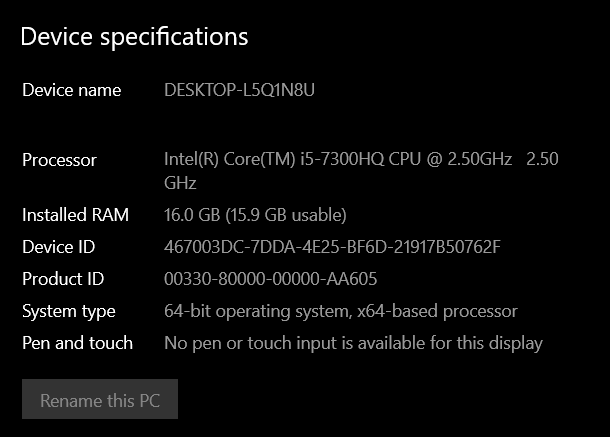 Device specifications
Device name DESKTOP-L5Q1N8U
Processor Intel(R) Core(TM) i5-7300HQ CPU @ 2.50GHz 2.50
GHz
Installed RAM 16.0 GB (15.9 GB usable)
Device ID 467003DC-7DDA-4E25-BF6D-21917B50762F
Product ID 00330-80000-00000-AA605
System type 64-bit operating system, x64-based processor
Pen and touch No pen or touch input is available for this display
Rename this PC